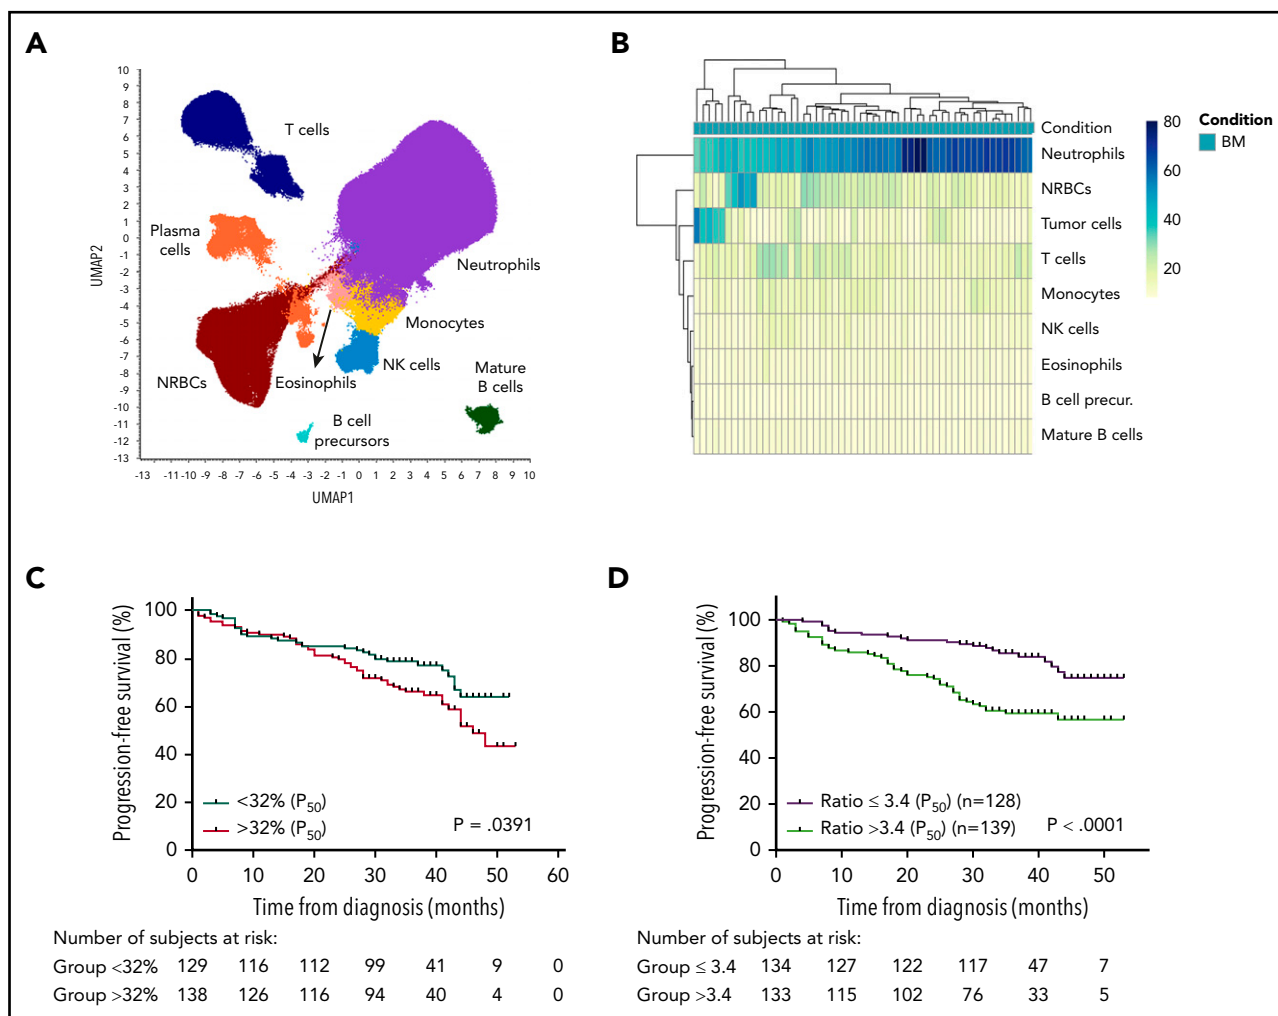 A
10
9
8
7
6
5
4
3
2
1
0
-1
-2
-3
-4
-5
-6
-7
-8
-9
-10
-11
-12
-13
UMAP2
T cells
Plasma
cells
Neutrophils
Monocytes
NK cells
NRBCs
Eosinophils
Mature
B cells
B cell
precursors
-13 -11 -10 -9 -8 -7 -6 -5 -4 -3 -2 -1 0 1 2 3 4 5 6 7 8 9 10
UMAP1
B
Condition
Neutrophils
NRBCs
Tumor cells
T cells
Monocytes
NK cells
Eosinophils
B cell precur.
Mature B cells
80
60
40
20
Condition
BM
C
Progression-free survival (%)
100
80
60
40
20
0
<32% (P50)
>32% (P50)
P = .0391
0 10 20 30 40 50 60
Time from diagnosis (months)
Number of subjects at risk:
Group <32% 129 116 112 99 41 9 0
Group >32% 138 126 116 94 40 4 0
D
Progression-free survival (%)
100
80
60
40
20
0
Ratio ≤ 3.4 (P50) (n=128)
Ratio >3.4 (P50) (n=139)
P < .0001
0 10 20 30 40 50
Time from diagnosis (months)
Number of subjects at risk:
Group ≤ 3.4 134 127 122 117 47 7
Group >3.4 133 115 102 76 33 5